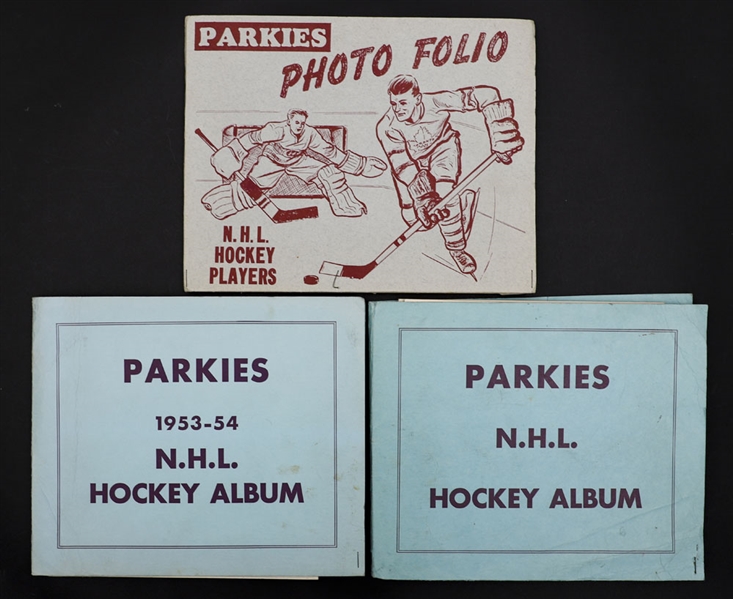 PARKIES
PHOTO FOLIO
N.H.L.
HOCKEY
PLAYERS
PARKIES
1953-54
N.H.L.
HOCKEY ALBUM
PARKIES
N.H.L.
HOCKEY ALBUM